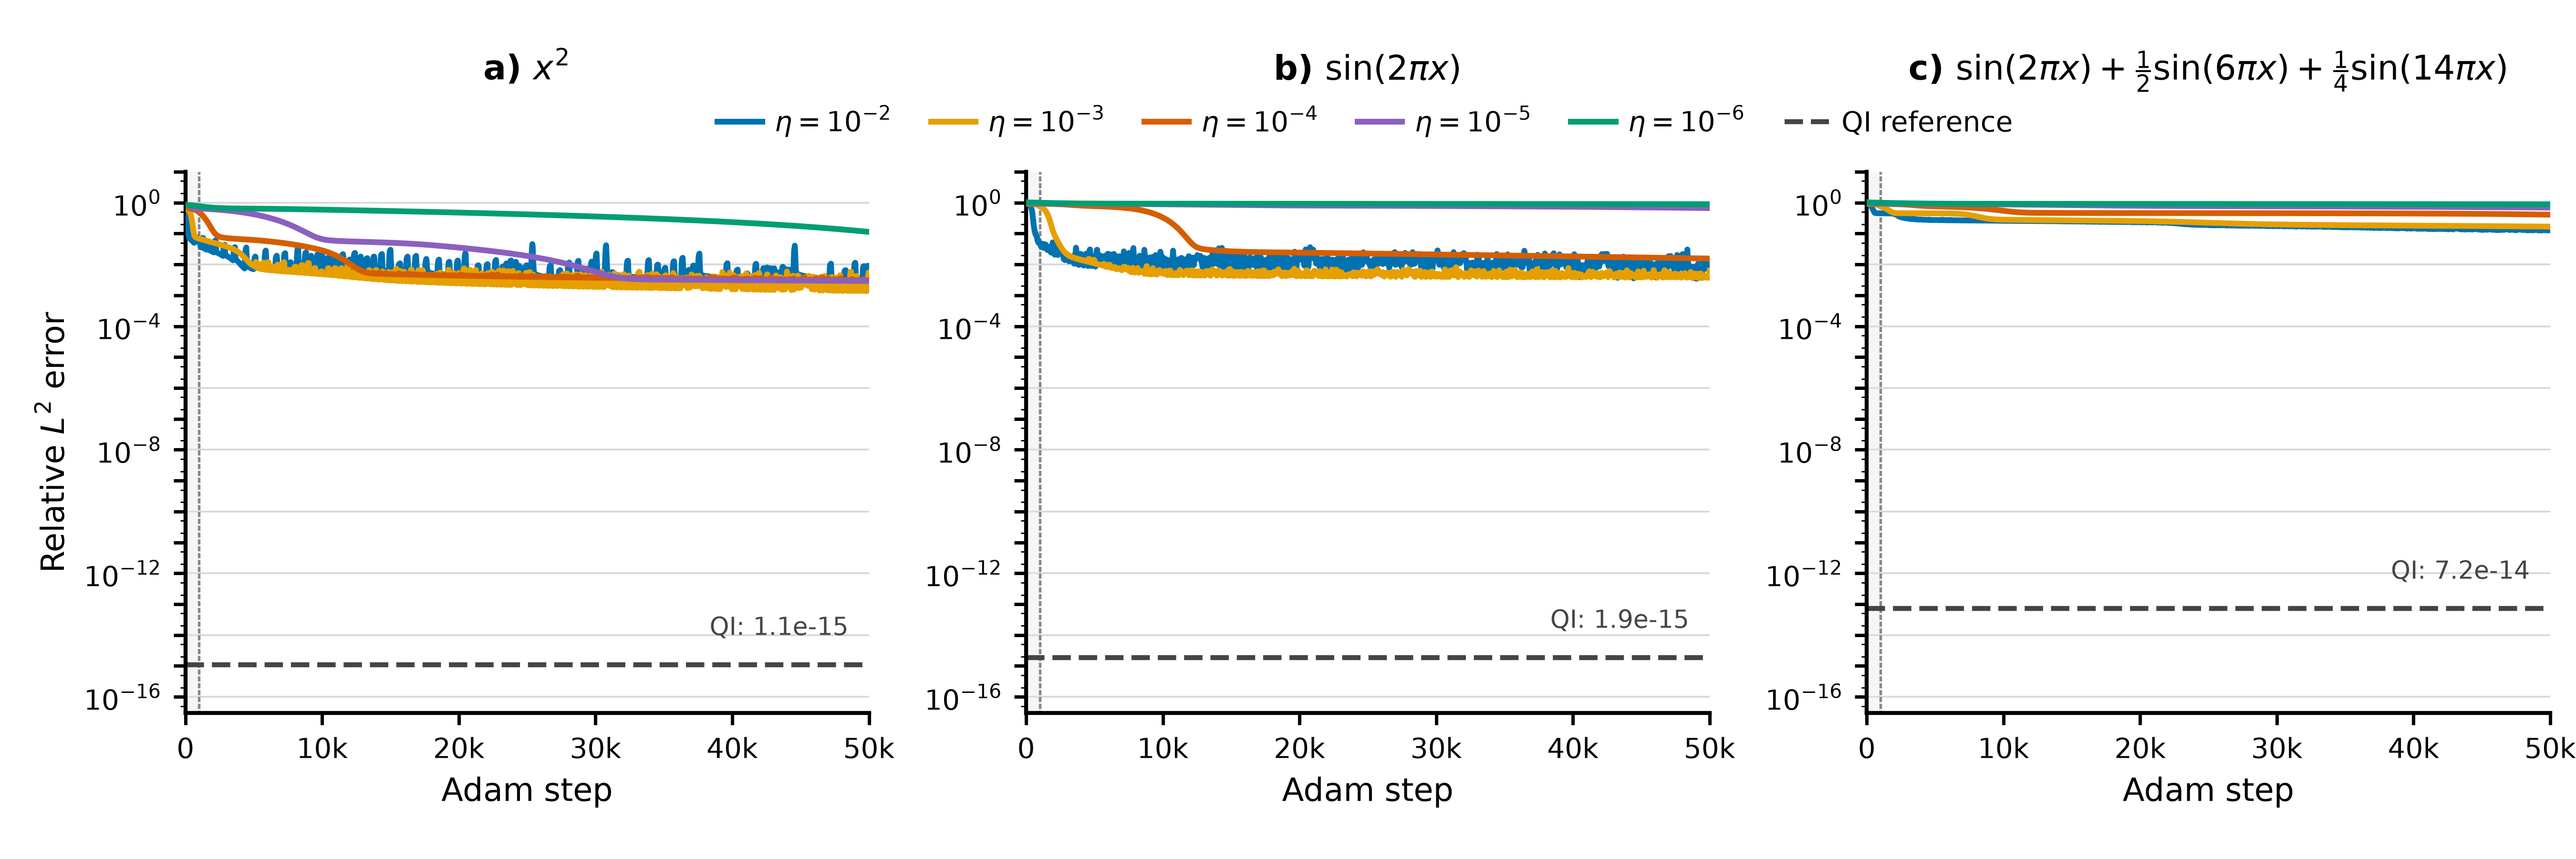 a) x²
b) sin(2πx)
c) sin(2πx) + ½sin(6πx) + ¼sin(14πx)
η = 10⁻² η = 10⁻³ η = 10⁻⁴ η = 10⁻⁵ η = 10⁻⁶ QI reference
Relative L² error
10⁰
10⁻⁴
10⁻⁸
10⁻¹²
10⁻¹⁶
QI: 1.1e-15
0 10k 20k 30k 40k 50k
Adam step
10⁰
10⁻⁴
10⁻⁸
10⁻¹²
10⁻¹⁶
QI: 1.9e-15
0 10k 20k 30k 40k 50k
Adam step
10⁰
10⁻⁴
10⁻⁸
10⁻¹²
10⁻¹⁶
QI: 7.2e-14
0 10k 20k 30k 40k 50k
Adam step